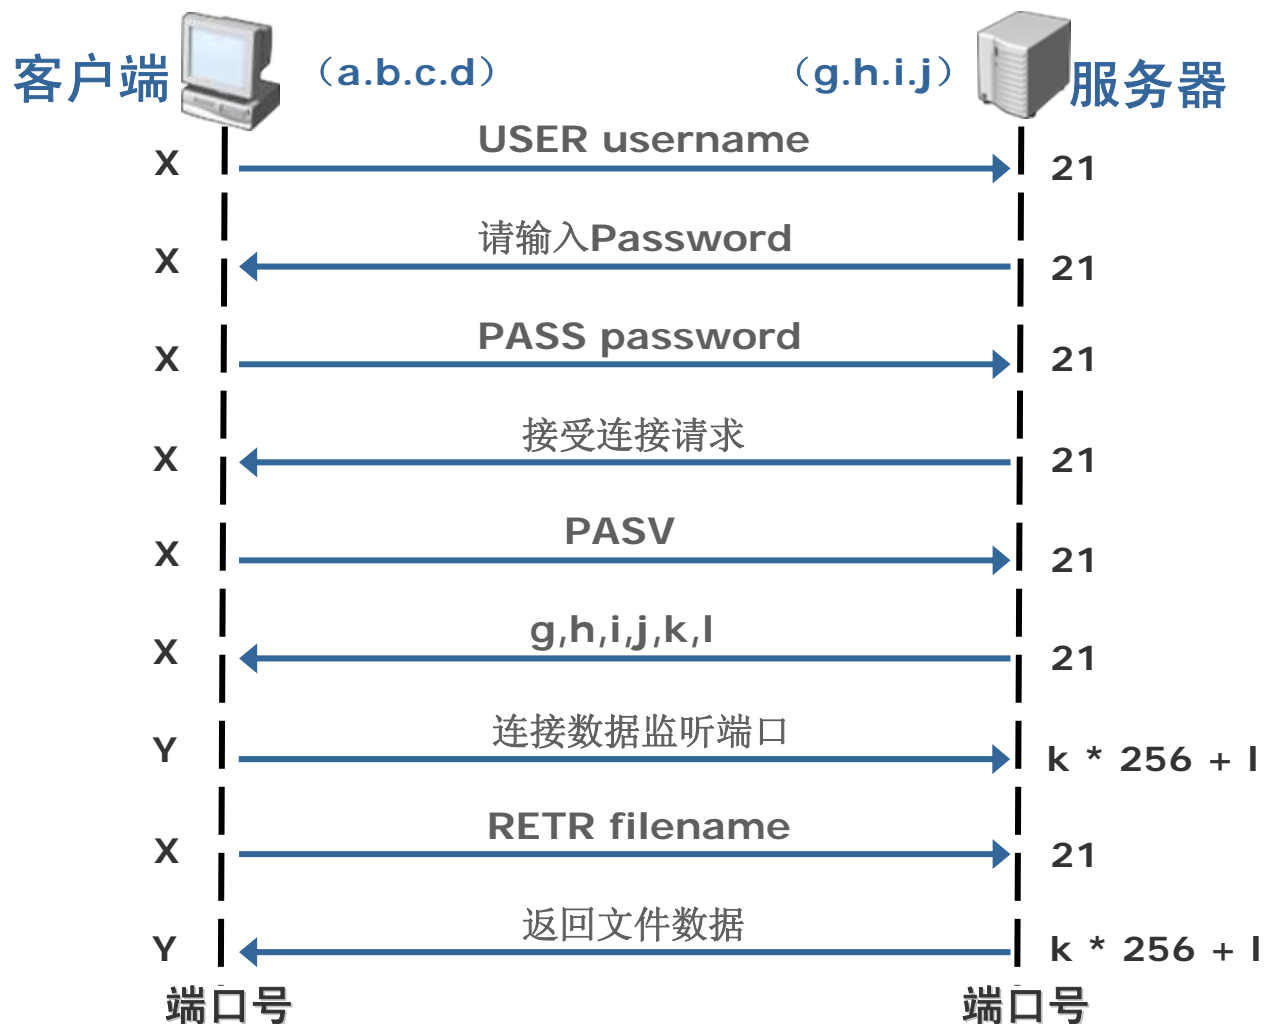 客户端 （a.b.c.d） （g.h.i.j） 服务器
USER username
X 21
请输入Password
X 21
PASS password
X 21
接受连接请求
X 21
PASV
X 21
g,h,i,j,k,l
X 21
连接数据监听端口
Y k * 256 + l
RETR filename
X 21
返回文件数据
Y k * 256 + l
端口号 端口号